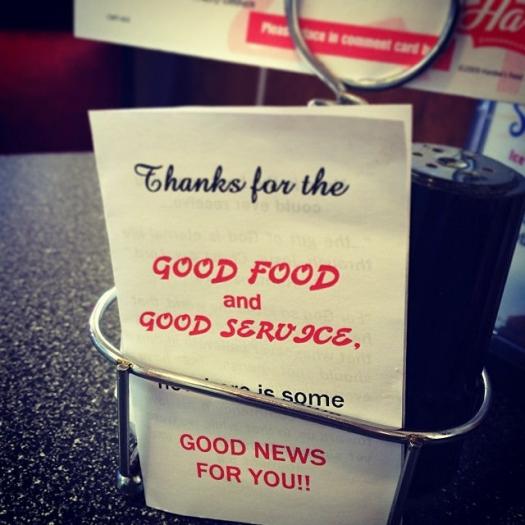 Please place in comment card b
Ha
Thanks for the
GOOD FOOD
and
GOOD SERVICE,
here is some
GOOD NEWS
FOR YOU!!